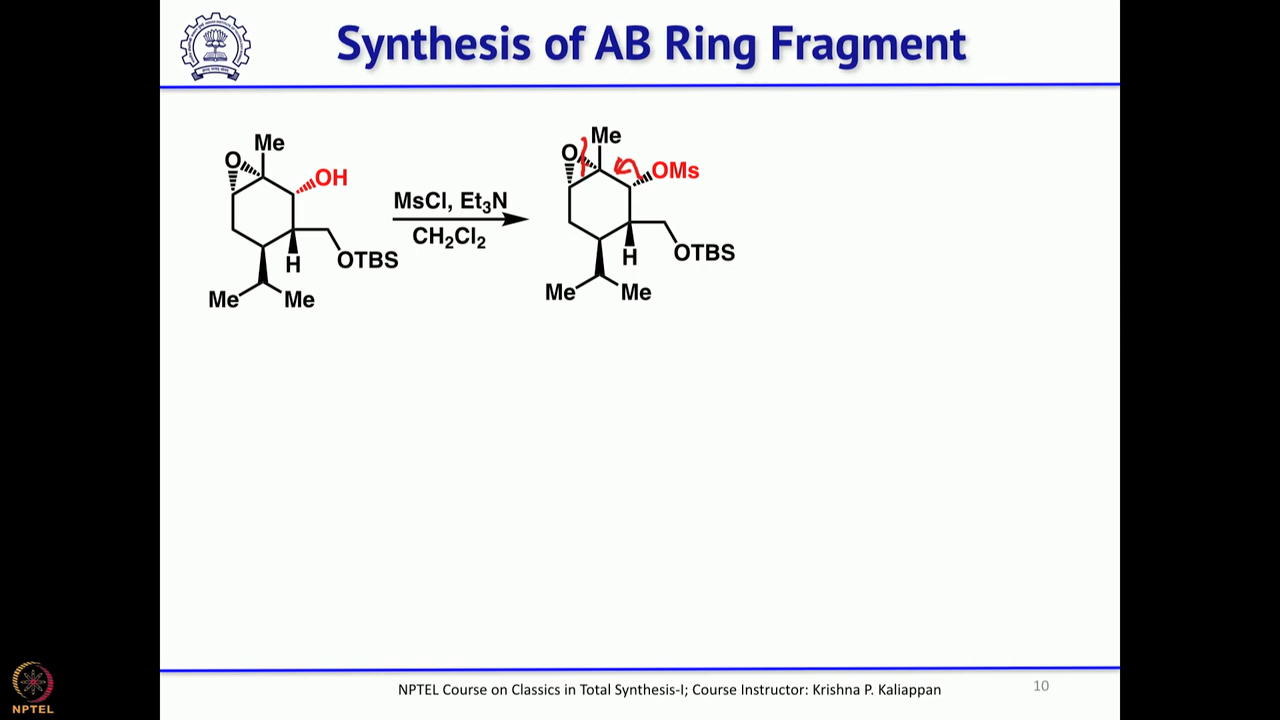 Synthesis of AB Ring Fragment
Me
O
OH
H
OTBS
Me
Me
MsCl, Et3N
CH2Cl2
Me
O
OMs
H
OTBS
Me
Me
NPTEL Course on Classics in Total Synthesis-I; Course Instructor: Krishna P. Kaliappan
10
NPTEL